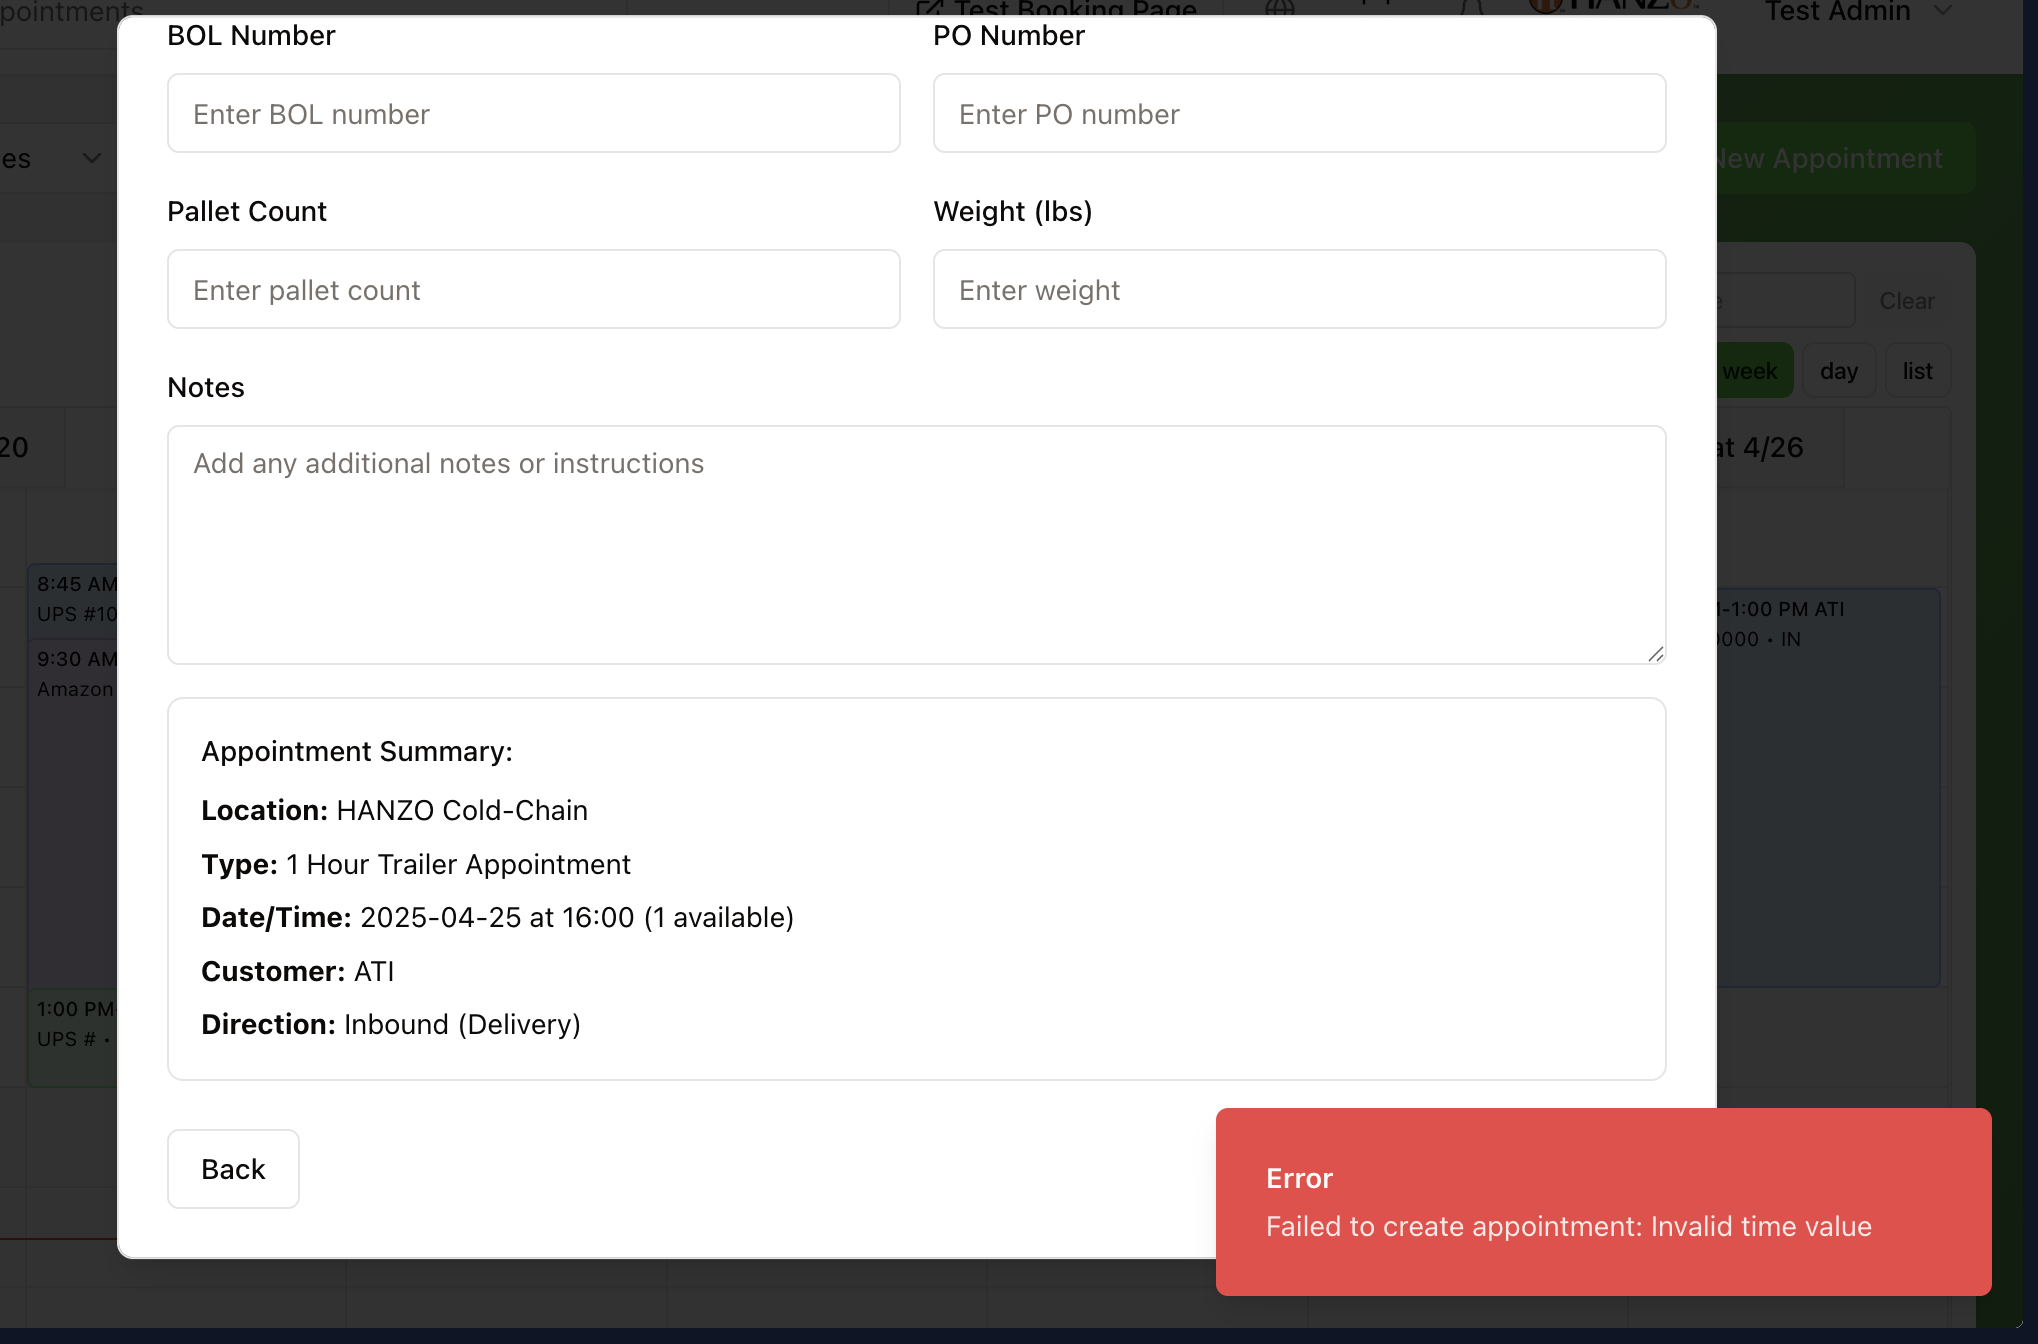 Test Booking Page
Test Admin
BOL Number
PO Number
Enter BOL number
Enter PO number
es
New Appointment
Pallet Count
Weight (lbs)
Enter pallet count
Enter weight
Clear
week
day
list
Notes
20
at 4/26
Add any additional notes or instructions
8:45 AM
UPS #10
9:30 AM
Amazon
-1:00 PM ATI
0000 • IN
Appointment Summary:
Location: HANZO Cold-Chain
Type: 1 Hour Trailer Appointment
Date/Time: 2025-04-25 at 16:00 (1 available)
Customer: ATI
Direction: Inbound (Delivery)
1:00 PM-
UPS # •
Back
Error
Failed to create appointment: Invalid time value